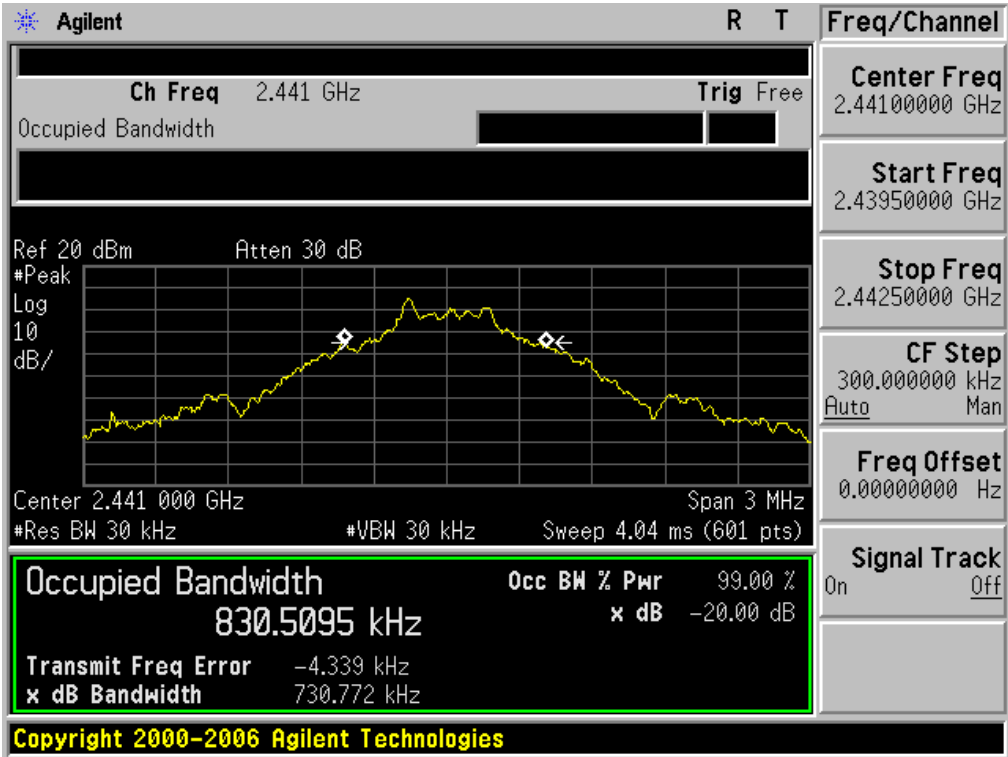 Agilent R T
Freq/Channel
Ch Freq 2.441 GHz Trig Free
Occupied Bandwidth
Center Freq
2.44100000 GHz
Start Freq
2.43950000 GHz
Stop Freq
2.44250000 GHz
CF Step
300.000000 kHz
Auto Man
Freq Offset
0.00000000 Hz
Signal Track
On Off
Ref 20 dBm Atten 30 dB
#Peak
Log
10
dB/
Center 2.441 000 GHz Span 3 MHz
#Res BW 30 kHz #VBW 30 kHz Sweep 4.04 ms (601 pts)
Occupied Bandwidth
830.5095 kHz
Occ BW % Pwr 99.00 %
x dB -20.00 dB
Transmit Freq Error -4.339 kHz
x dB Bandwidth 730.772 kHz
Copyright 2000-2006 Agilent Technologies